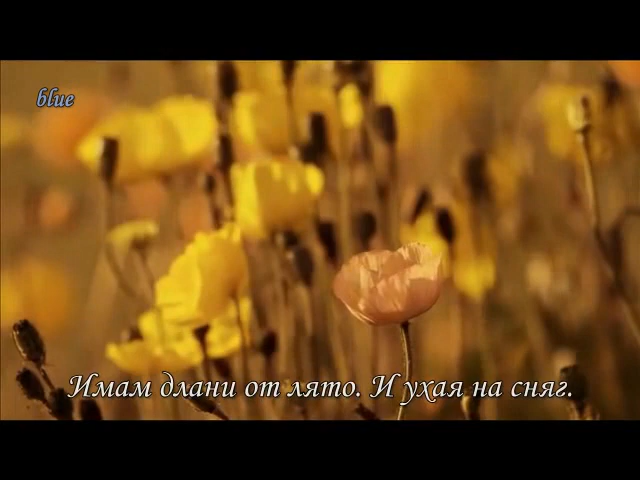 blue
Имам длани от лято. И ухая на сняг.